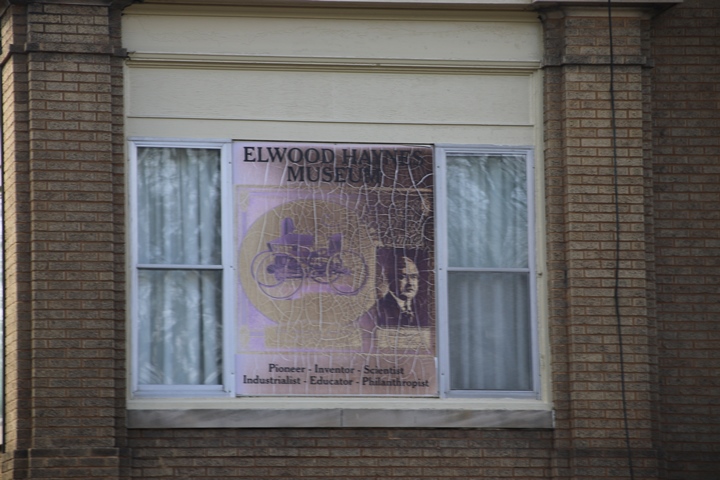 ELWOOD HAYNES
MUSEUM
Pioneer - Inventor - Scientist
Industrialist - Educator - Philanthropist